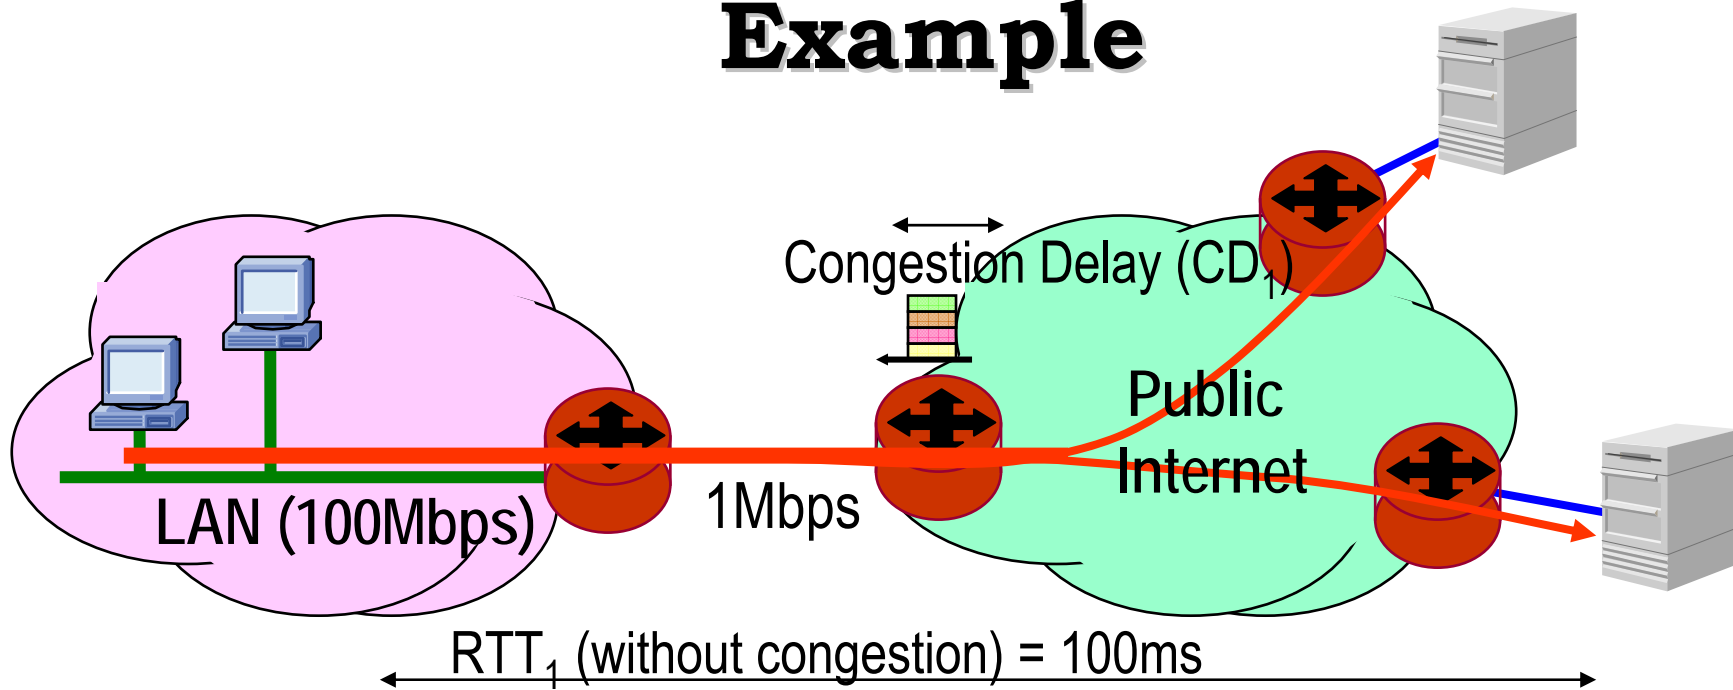 Example
Congestion Delay (CD₁)
Public
Internet
1Mbps
LAN (100Mbps)
RTT₁ (without congestion) = 100ms